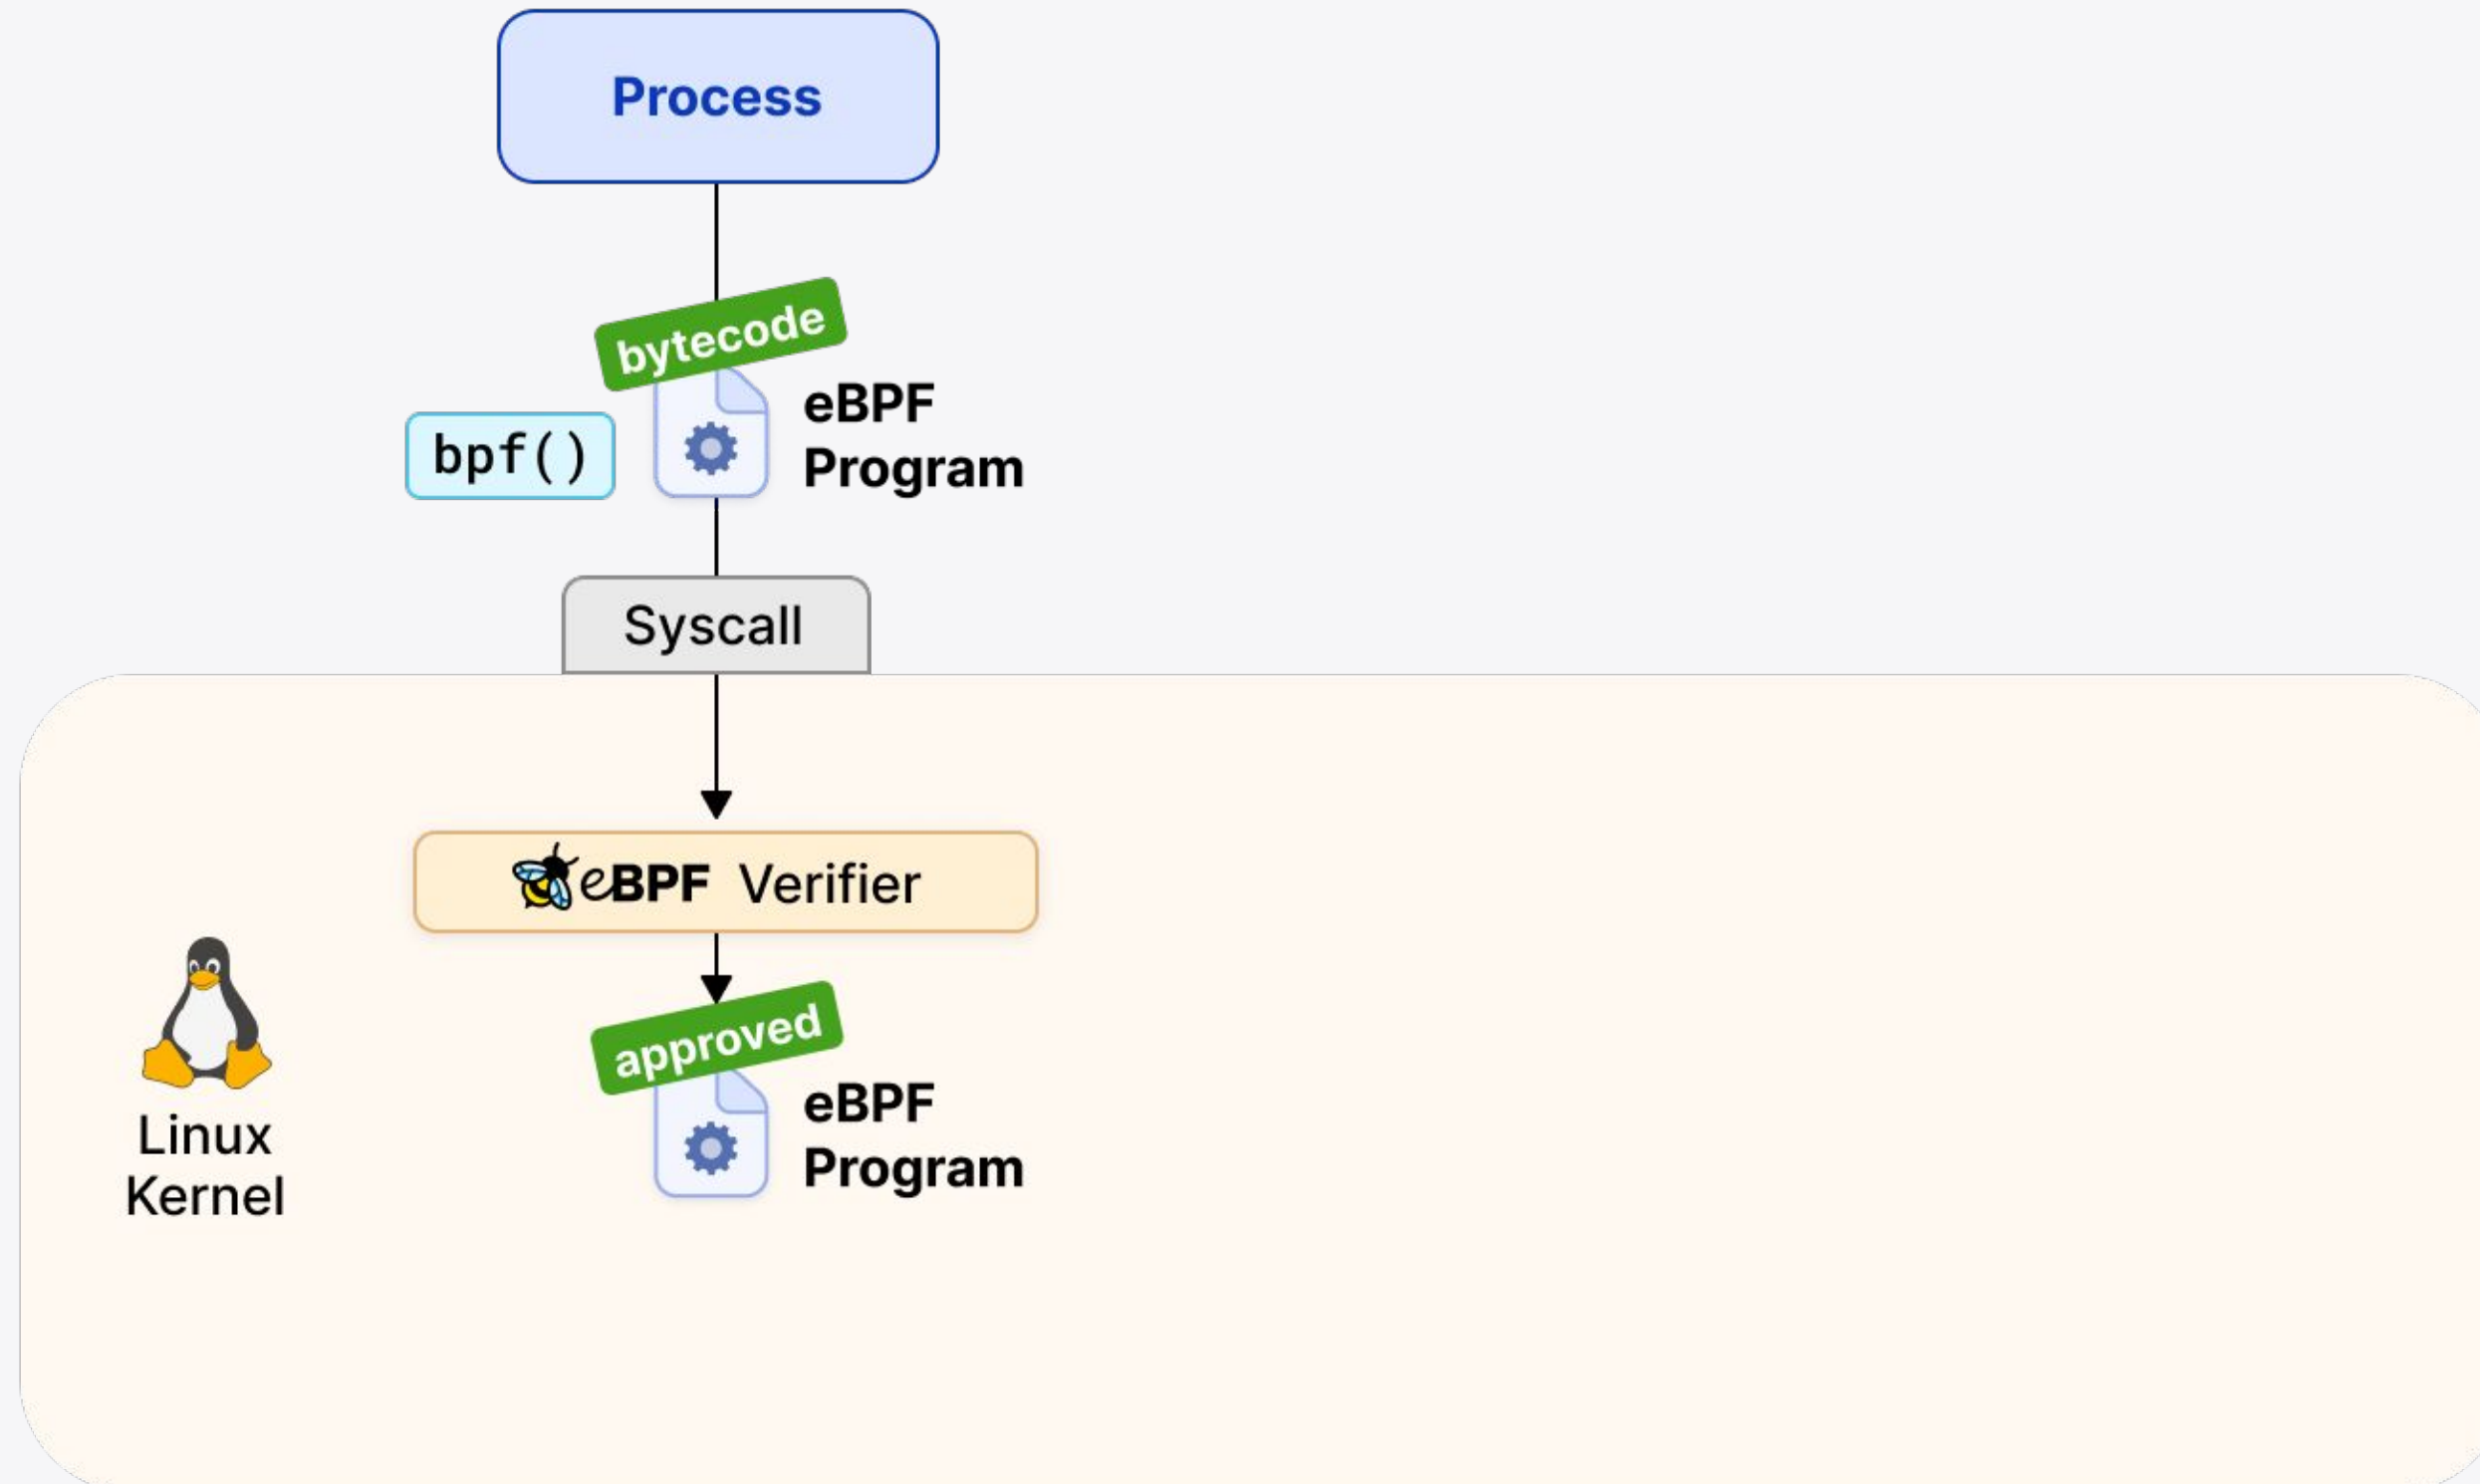 Process
bytecode
eBPF
Program
bpf()
Syscall
eBPF Verifier
approved
eBPF
Program
Linux
Kernel